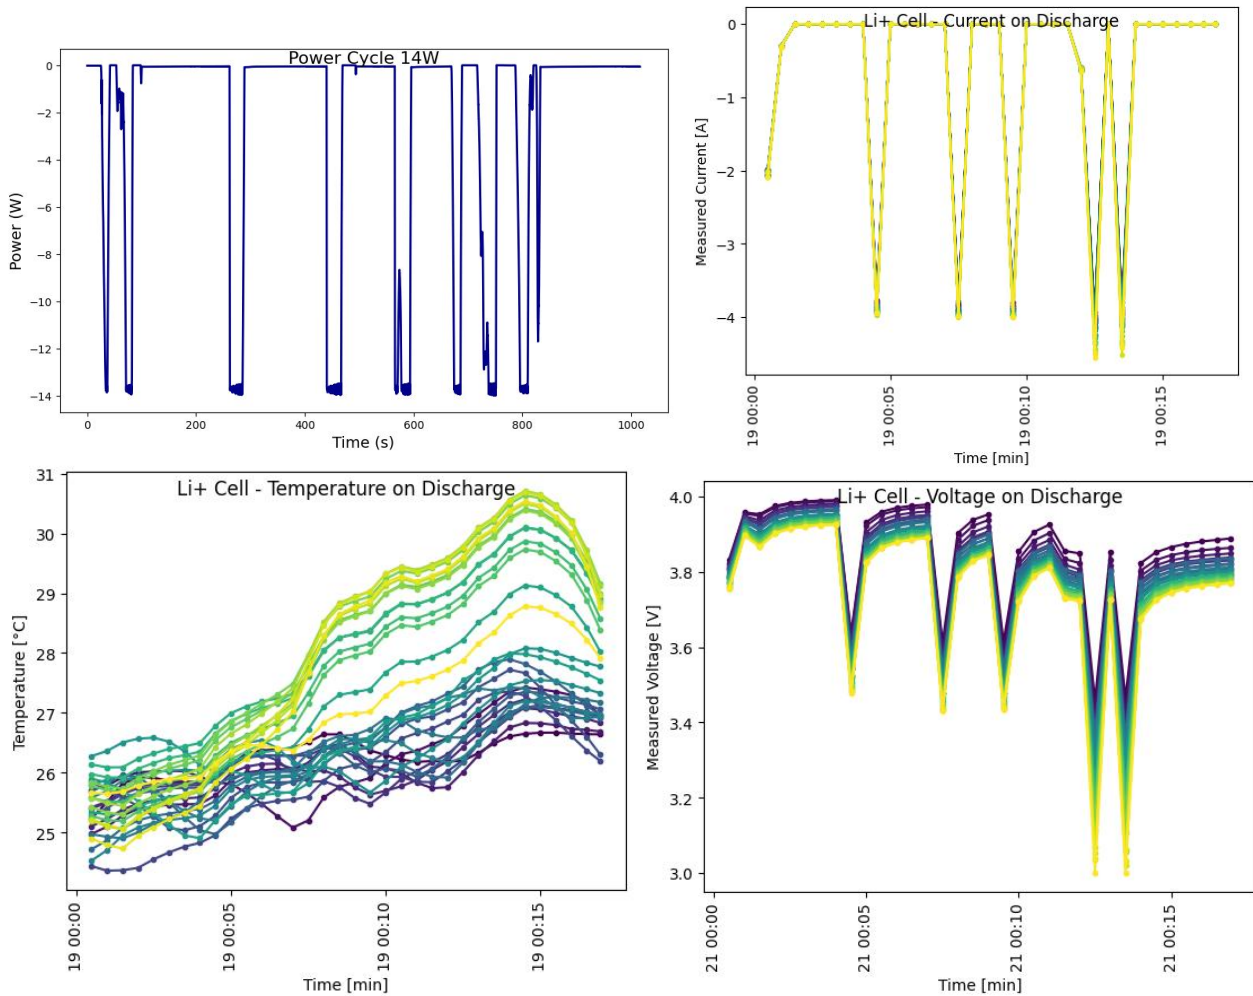 Power Cycle 14W
Power (W)
0
−2
−4
−6
−8
−10
−12
−14
0 200 400 600 800 1000
Time (s)
Li+ Cell - Current on Discharge
Measured Current [A]
0
−1
−2
−3
−4
19 00:00 19 00:05 19 00:10 19 00:15
Time [min]
Li+ Cell - Temperature on Discharge
Temperature [°C]
31
30
29
28
27
26
25
19 00:00 19 00:05 19 00:10 19 00:15
Time [min]
Li+ Cell - Voltage on Discharge
Measured Voltage [V]
4.0
3.8
3.6
3.4
3.2
3.0
21 00:00 21 00:05 21 00:10 21 00:15
Time [min]